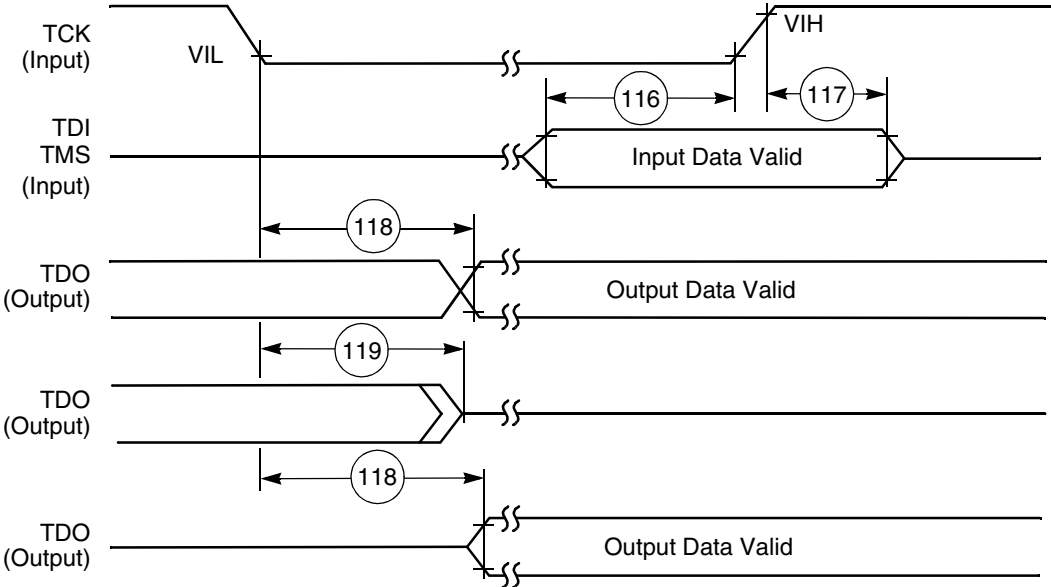 TCK
(Input)
VIL
VIH
116
117
TDI
TMS
(Input)
Input Data Valid
118
TDO
(Output)
Output Data Valid
119
TDO
(Output)
118
TDO
(Output)
Output Data Valid